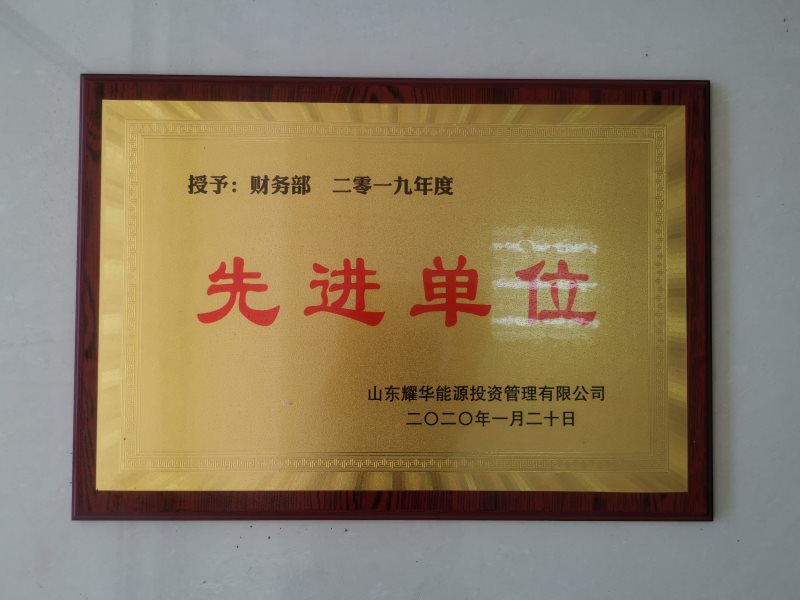 授予：财务部 二零一九年度
先进单位
山东耀华能源投资管理有限公司
二〇二〇年一月二十日